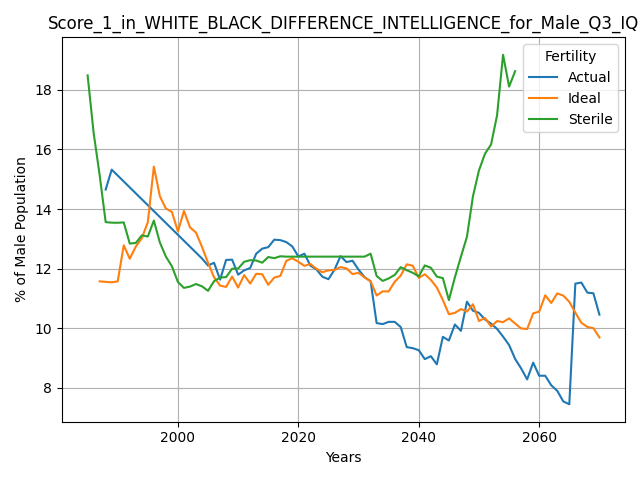 Score_1_in_WHITE_BLACK_DIFFERENCE_INTELLIGENCE_for_Male_Q3_IQ
Fertility
Actual
Ideal
Sterile
% of Male Population
18
16
14
12
10
8
2000
2020
2040
2060
Years